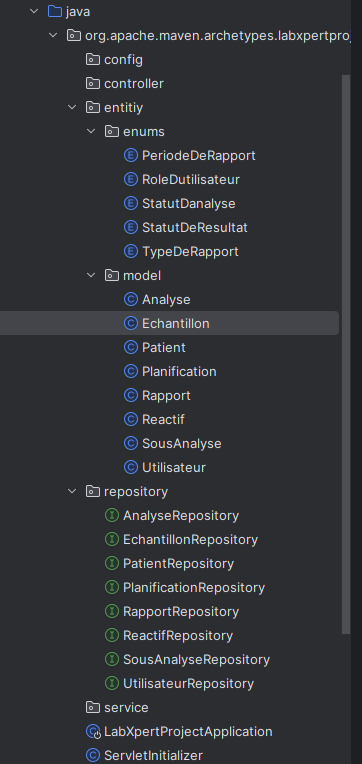 java
org.apache.maven.archetypes.labxpertproj
config
controller
entitiy
enums
E PeriodeDeRapport
E RoleDutilisateur
E StatutDanalyse
E StatutDeResultat
E TypeDeRapport
model
C Analyse
C Echantillon
C Patient
C Planification
C Rapport
C Reactif
C SousAnalyse
C Utilisateur
repository
I AnalyseRepository
I EchantillonRepository
I PatientRepository
I PlanificationRepository
I RapportRepository
I ReactifRepository
I SousAnalyseRepository
I UtilisateurRepository
service
C LabXpertProjectApplication
C ServletInitializer